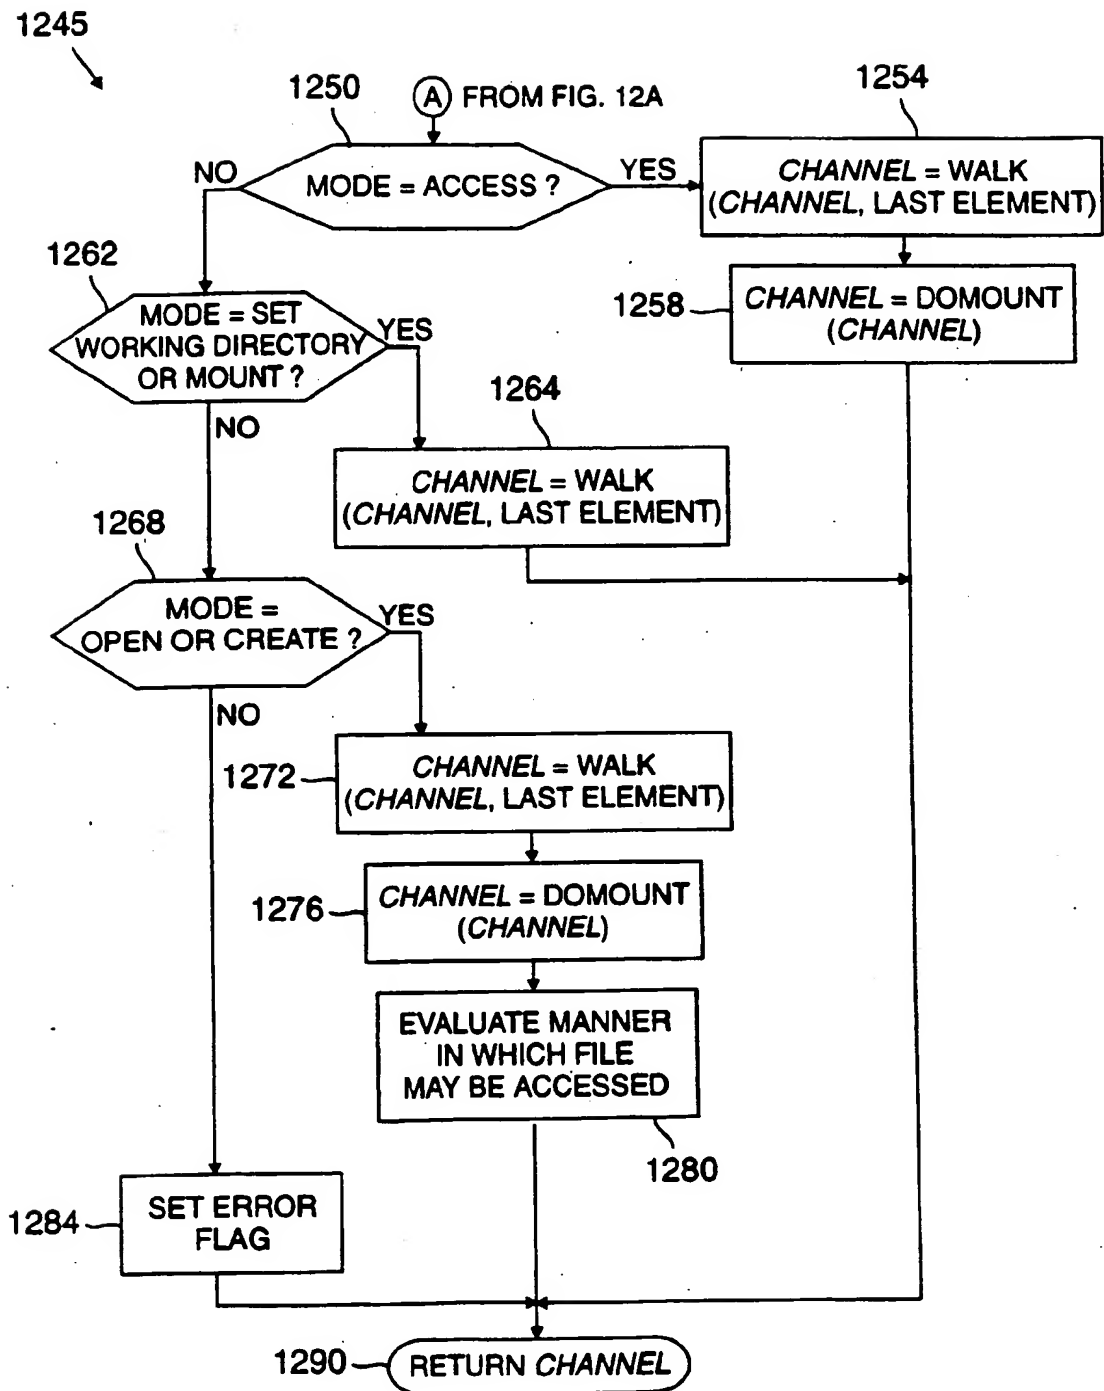 1245
1250
A FROM FIG. 12A
1254
NO
MODE = ACCESS ?
YES
CHANNEL = WALK
(CHANNEL, LAST ELEMENT)
1262
1258
CHANNEL = DOMOUNT
(CHANNEL)
MODE = SET
WORKING DIRECTORY
OR MOUNT ?
YES
NO
1264
CHANNEL = WALK
(CHANNEL, LAST ELEMENT)
1268
MODE =
OPEN OR CREATE ?
YES
NO
1272
CHANNEL = WALK
(CHANNEL, LAST ELEMENT)
1276
CHANNEL = DOMOUNT
(CHANNEL)
EVALUATE MANNER
IN WHICH FILE
MAY BE ACCESSED
1280
1284
SET ERROR
FLAG
1290
RETURN CHANNEL